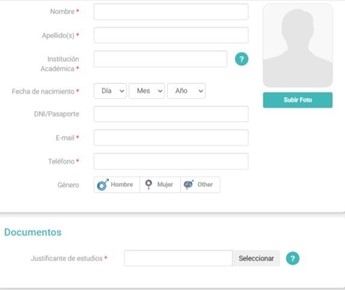 Nombre *
Apellido(s) *
Institución
Académica *
?
Fecha de nacimiento * Día Mes Año
Subir Foto
DNI/Pasaporte
E-mail *
Teléfono *
Género Hombre Mujer Other
Documentos
Justificante de estudios * Seleccionar ?